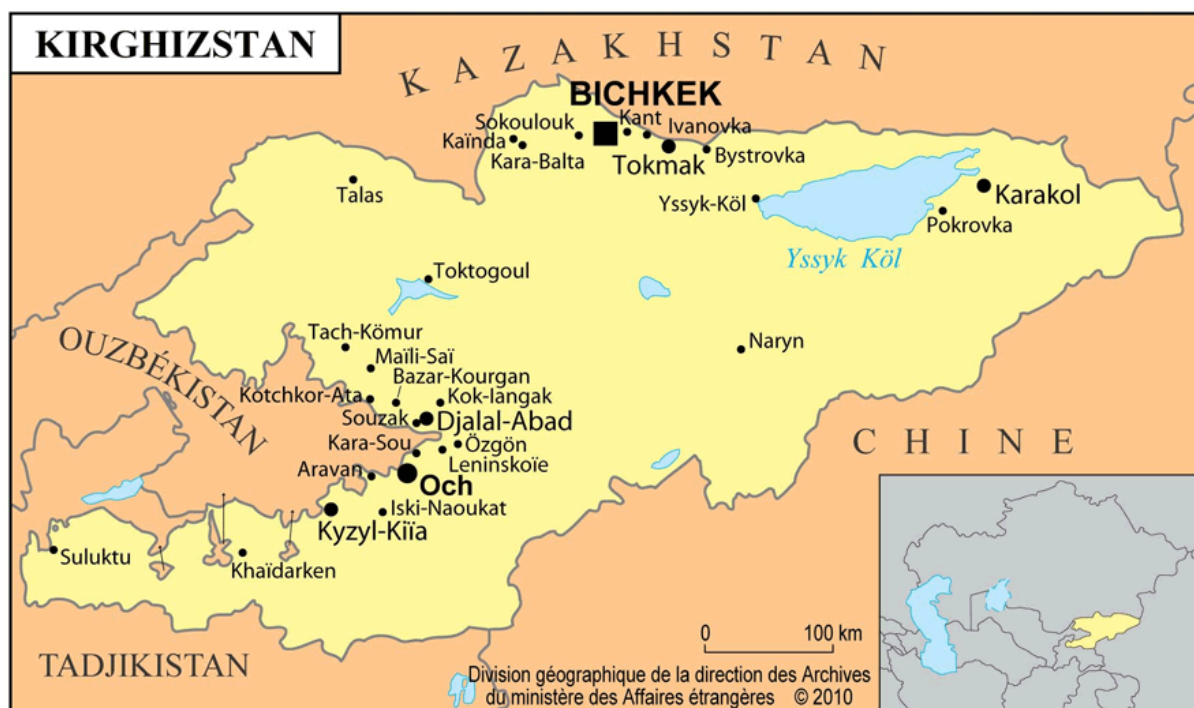 KIRGHIZSTAN
KAZAKHSTAN
BICHKEK
Sokoulouk
Kant
Ivanovka
Kaïnda
Kara-Balta
Tokmak
Bystrovka
Talas
Yssyk-Köl
Karakol
Pokrovka
Yssyk Köl
Toktogoul
Tach-Kömur
Naryn
OUZBÉKISTAN
Maïli-Saï
Bazar-Kourgan
Kotchkor-Ata
Kok-Iangak
Souzak
Djalal-Abad
Kara-Sou
Özgön
CHINE
Leninskoïe
Aravan
Och
Iski-Naoukat
Kyzyl-Kiïa
Suluktu
Khaïdarken
0 100 km
TADJIKISTAN
Division géographique de la direction des Archives
du ministère des Affaires étrangères © 2010